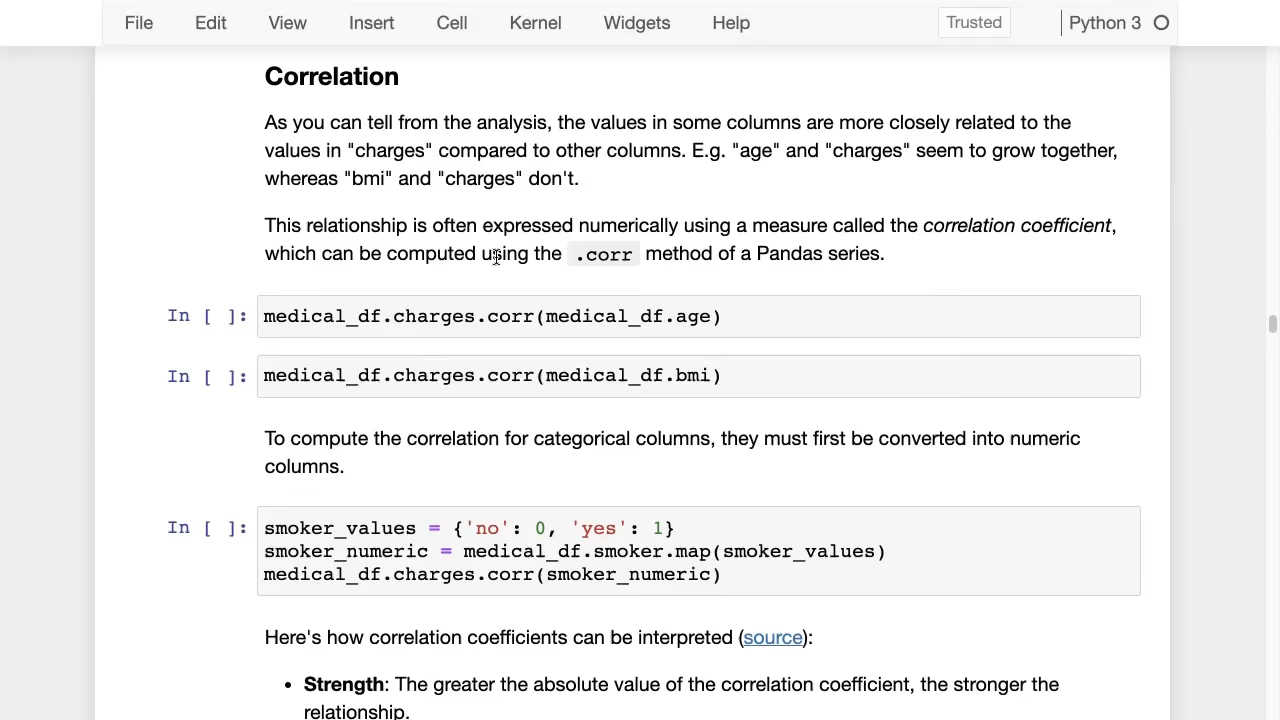 File Edit View Insert Cell Kernel Widgets Help Trusted Python 3
Correlation
As you can tell from the analysis, the values in some columns are more closely related to the
values in "charges" compared to other columns. E.g. "age" and "charges" seem to grow together,
whereas "bmi" and "charges" don't.
This relationship is often expressed numerically using a measure called the correlation coefficient,
which can be computed using the .corr method of a Pandas series.
In [ ]: medical_df.charges.corr(medical_df.age)
In [ ]: medical_df.charges.corr(medical_df.bmi)
To compute the correlation for categorical columns, they must first be converted into numeric
columns.
In [ ]: smoker_values = {'no': 0, 'yes': 1}
smoker_numeric = medical_df.smoker.map(smoker_values)
medical_df.charges.corr(smoker_numeric)
Here's how correlation coefficients can be interpreted (source):
• Strength: The greater the absolute value of the correlation coefficient, the stronger the
relationship.